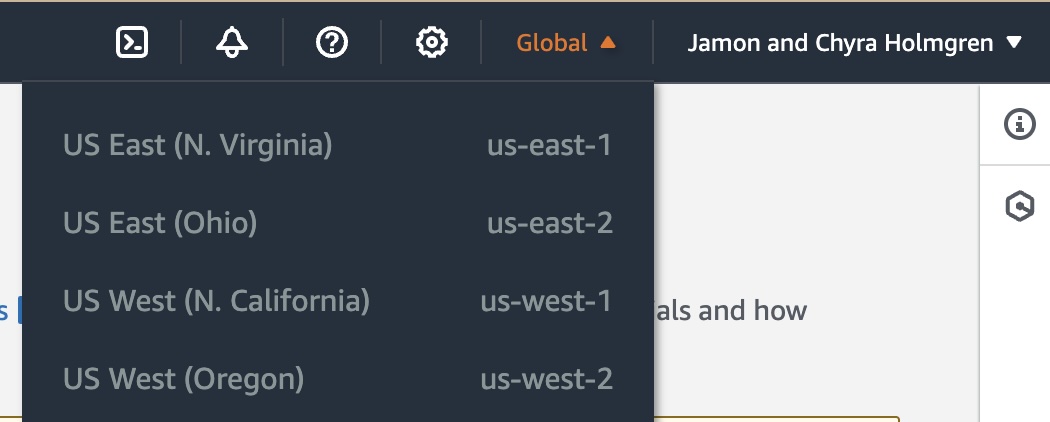 Global ▲ Jamon and Chyra Holmgren ▼
US East (N. Virginia) us-east-1
US East (Ohio) us-east-2
US West (N. California) us-west-1
s als and how
US West (Oregon) us-west-2